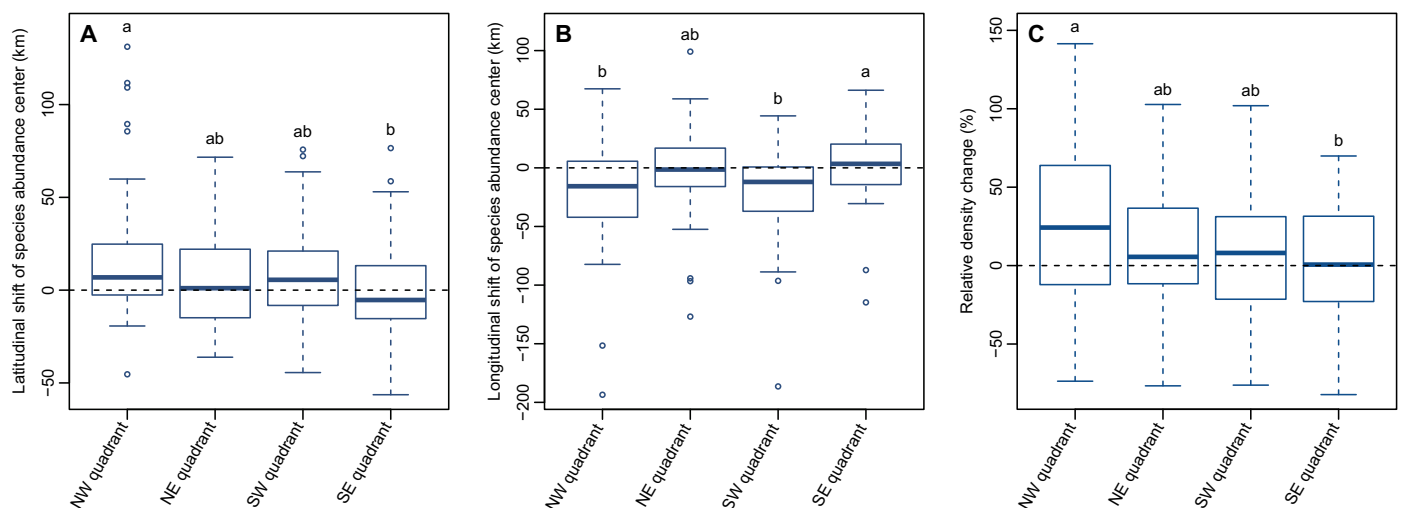 A
Latitudinal shift of species abundance center (km)
100
50
0
−50
a
ab
ab
b
NW quadrant
NE quadrant
SW quadrant
SE quadrant
B
Longitudinal shift of species abundance center (km)
100
50
0
−50
−100
−150
−200
b
ab
b
a
NW quadrant
NE quadrant
SW quadrant
SE quadrant
C
Relative density change (%)
150
100
50
0
−50
a
ab
ab
b
NW quadrant
NE quadrant
SW quadrant
SE quadrant